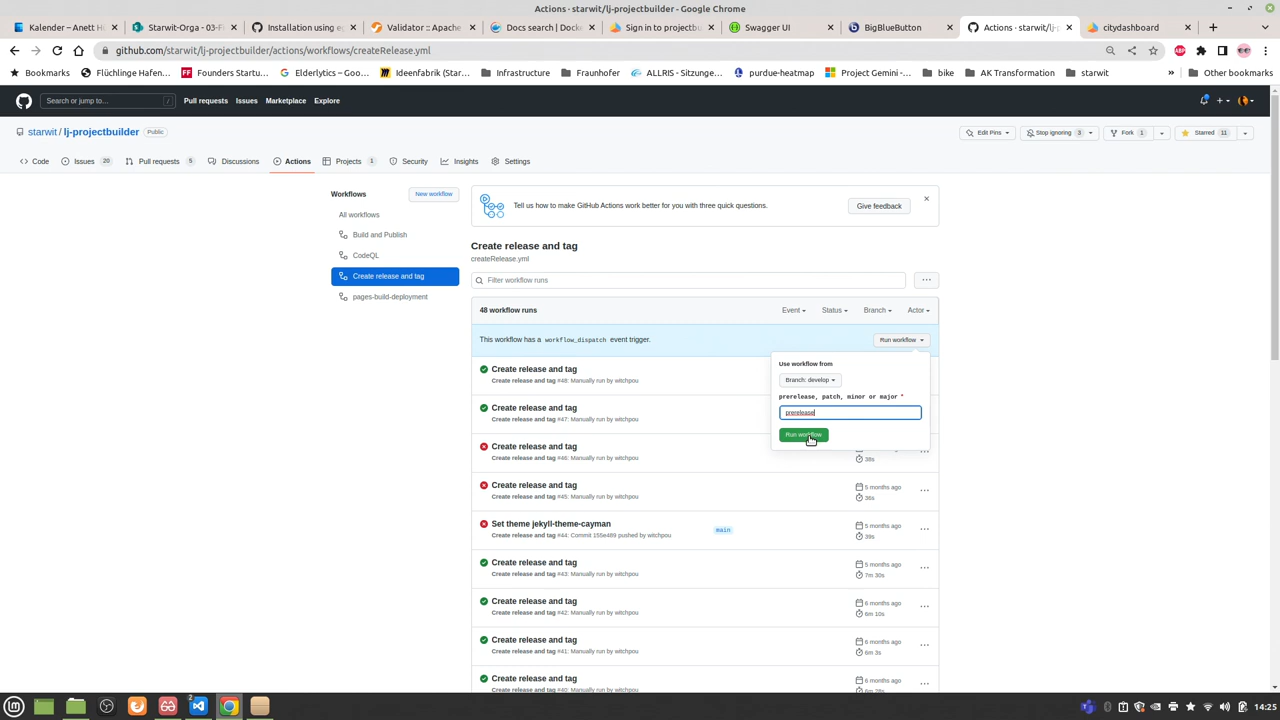 Actions · starwit/lj-projectbuilder - Google Chrome
Kalender – Anett H
Starwit-Orga · 03-Fi
Installation using eg
Validator :: Apache
Sign in to projectbu
Swagger UI
BigBlueButton
Actions · starwit/lj-p
citydashboard
github.com/starwit/lj-projectbuilder/actions/workflows/createRelease.yml
Bookmarks
Flüchlinge Hafen...
Founders Startu...
Elderlytics – Goo...
Ideenfabrik (Star...
Infrastructure
Fraunhofer
ALLRIS - Sitzunge...
purdue-heatmap
Project Gemini -...
bike
AK Transformation
starwit
»
Other bookmarks
Search or jump to...
/
Pull requests
Issues
Marketplace
Explore
starwit / lj-projectbuilder Public
Edit Pins
Stop ignoring 3
Fork 1
Starred 11
Code
Issues 20
Pull requests 5
Discussions
Actions
Projects 1
Security
Insights
Settings
Workflows
New workflow
All workflows
Build and Publish
CodeQL
Create release and tag
pages-build-deployment
Tell us how to make GitHub Actions work better for you with three quick questions.
Give feedback
Create release and tag
createRelease.yml
Filter workflow runs
48 workflow runs
Event
Status
Branch
Actor
This workflow has a workflow_dispatch event trigger.
Run workflow
Use workflow from
Branch: develop
prerelease, patch, minor or major *
prerelease
Run workflow
Create release and tag
Create release and tag #48: Manually run by witchpou
Create release and tag
Create release and tag #47: Manually run by witchpou
Create release and tag
Create release and tag #46: Manually run by witchpou
38s
Create release and tag
Create release and tag #45: Manually run by witchpou
5 months ago
36s
Set theme jekyll-theme-cayman
Create release and tag #44: Commit 155e489 pushed by witchpou
main
5 months ago
39s
Create release and tag
Create release and tag #43: Manually run by witchpou
5 months ago
7m 30s
Create release and tag
Create release and tag #42: Manually run by witchpou
6 months ago
6m 10s
Create release and tag
Create release and tag #41: Manually run by witchpou
6 months ago
6m 3s
Create release and tag
Create release and tag #40: Manually run by witchpou
6 months ago
6m 28s
14:2